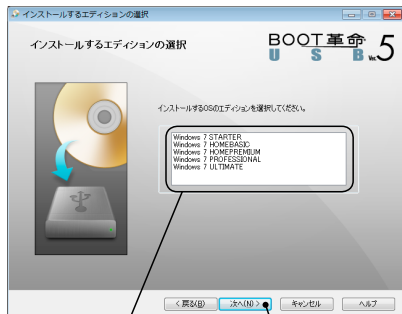 インストールするエディションの選択
インストールするエディションの選択
BOOT革命
USB Ver.5
インストールするOSのエディションを選択してください。
Windows 7 STARTER
Windows 7 HOMEBASIC
Windows 7 HOMEPREMIUM
Windows 7 PROFESSIONAL
Windows 7 ULTIMATE
< 戻る(B) 次へ(N) > キャンセル ヘルプ